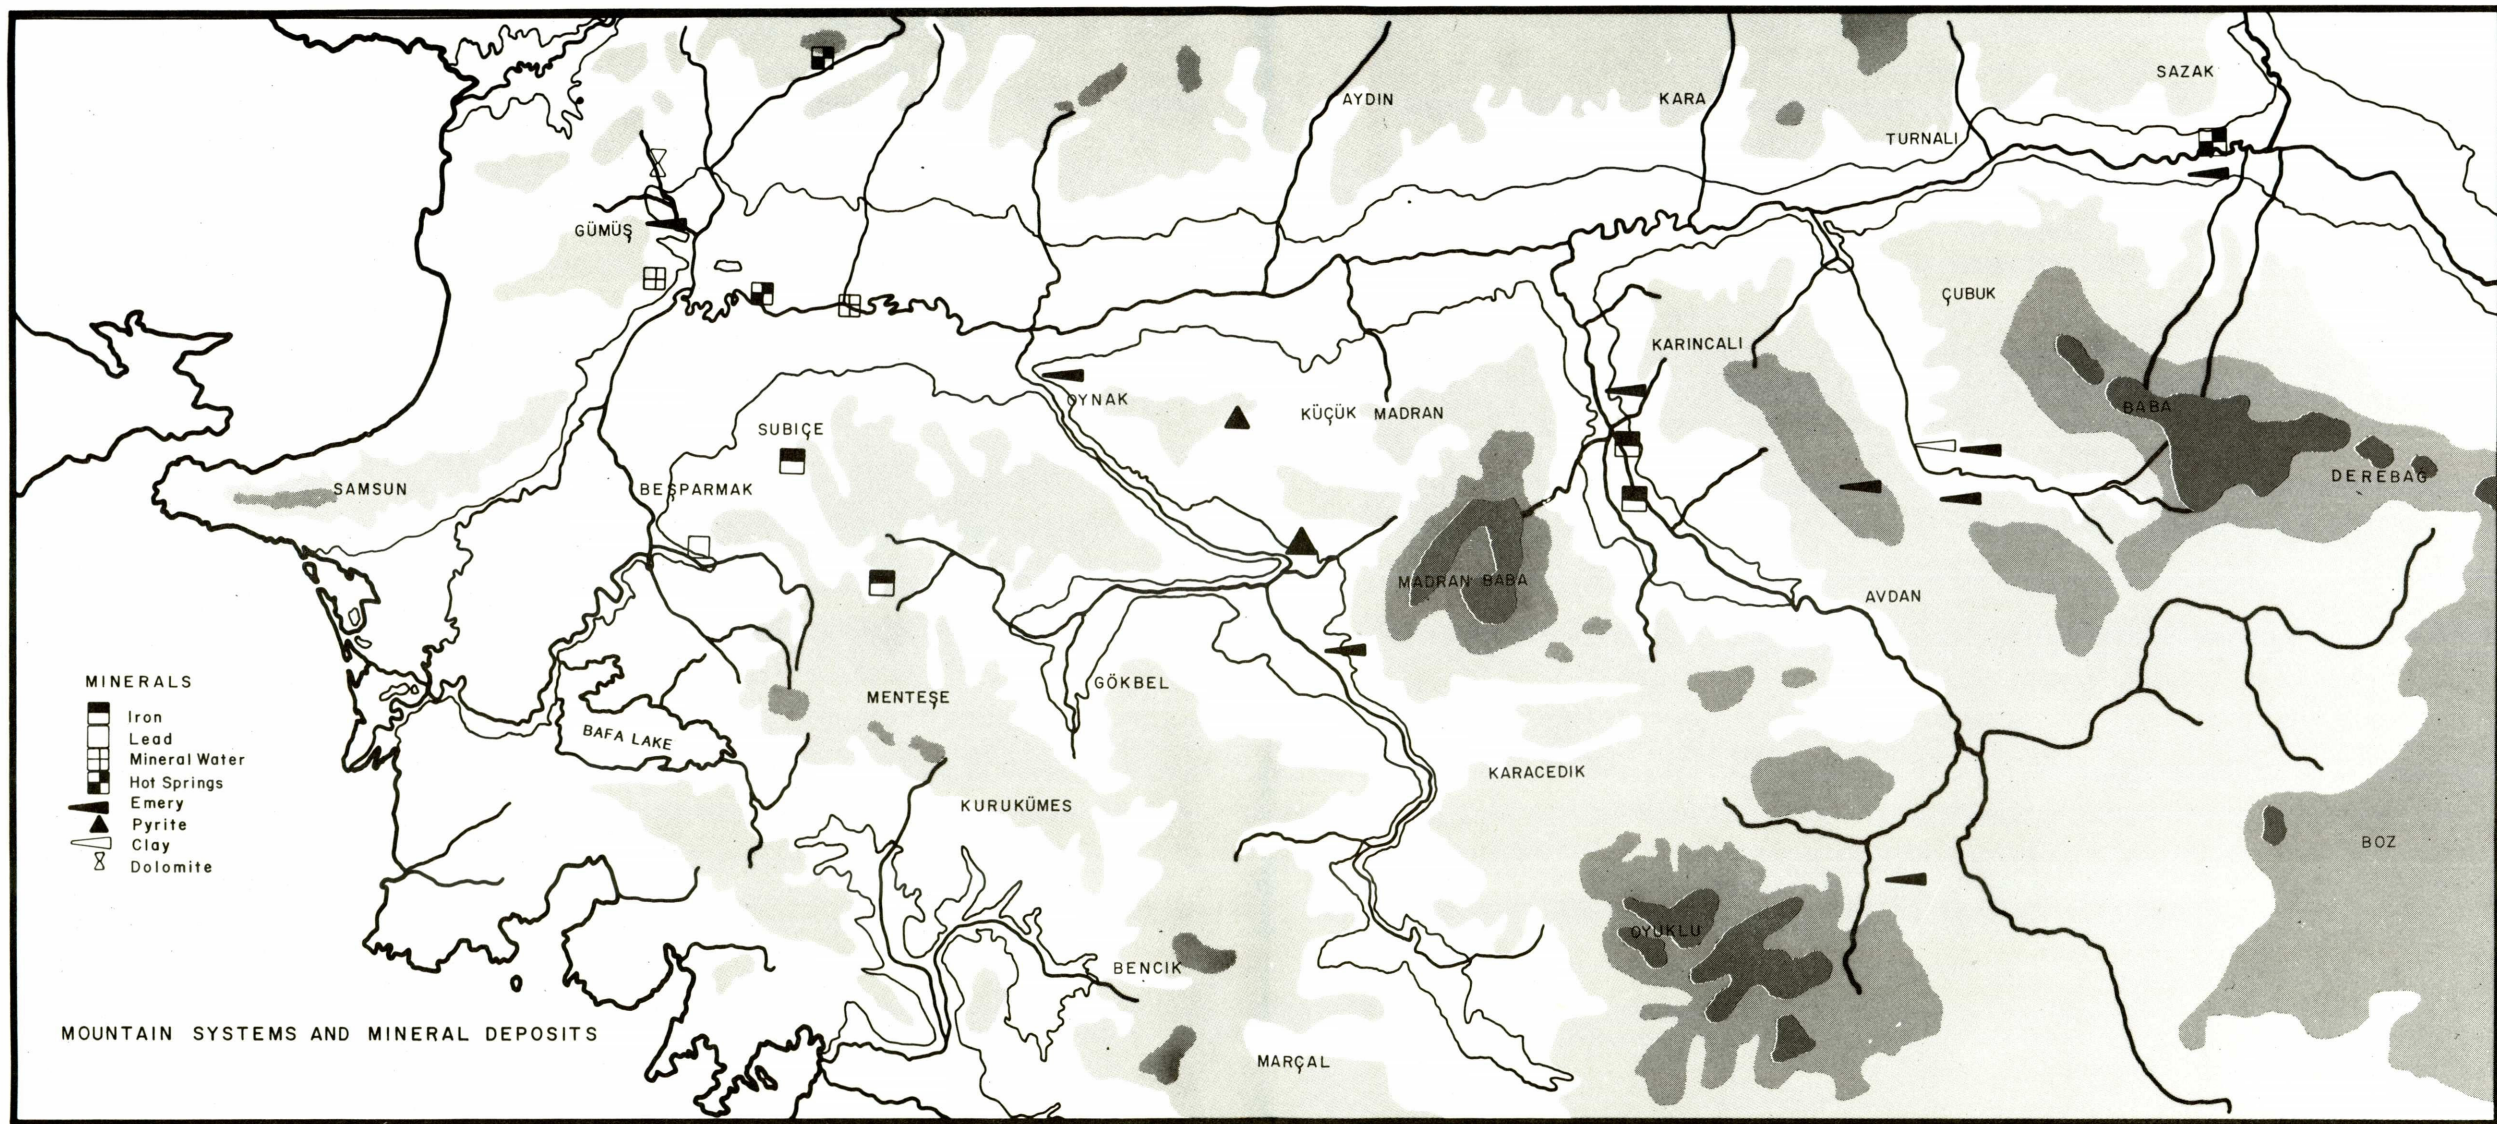 SAZAK
AYDIN
KARA
TURNALI
GÜMÜŞ
ÇUBUK
KARINCALI
OYNAK
KÜÇÜK MADRAN
BABA
SUBIÇE
DEREBAĞ
SAMSUN
BEŞPARMAK
MADRAN BABA
AVDAN
GÖKBEL
MENTEŞE
BAFA LAKE
KARACEDIK
KURUKÜMES
BOZ
OYUKLU
BENCIK
MARÇAL
MINERALS
Iron
Lead
Mineral Water
Hot Springs
Emery
Pyrite
Clay
Dolomite
MOUNTAIN SYSTEMS AND MINERAL DEPOSITS